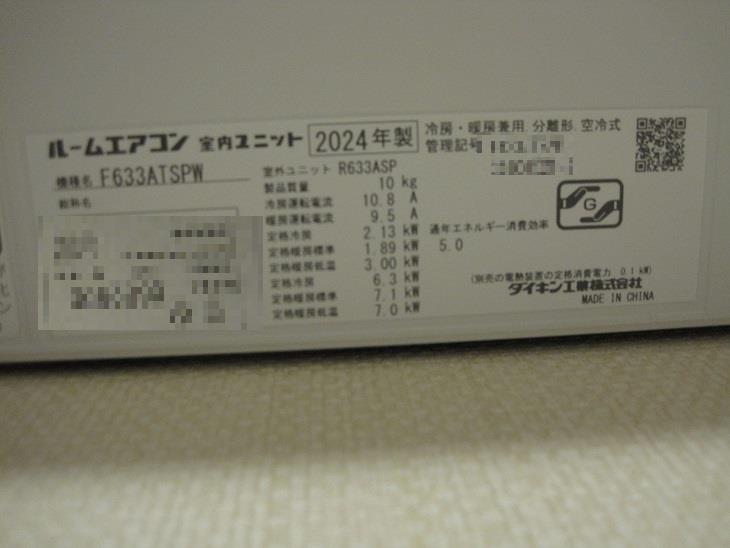 ルームエアコン 室内ユニット 2024年製
冷房・暖房兼用.分離形.空冷式
管理記号
機種名 F633ATSPW
室外ユニット R633ASP
製品質量 10 kg
冷房運転電流 10.8 A
暖房運転電流 9.5 A
定格冷房 2.13 kW
定格暖房標準 1.89 kW
定格暖房低温 3.00 kW
定格冷房 6.3 kW
定格暖房標準 7.1 kW
定格暖房低温 7.0 kW
総称名
G
通年エネルギー消費効率
5.0
(別売の電熱装置の定格消費電力 0.1 kW)
ダイキン工業株式会社
MADE IN CHINA